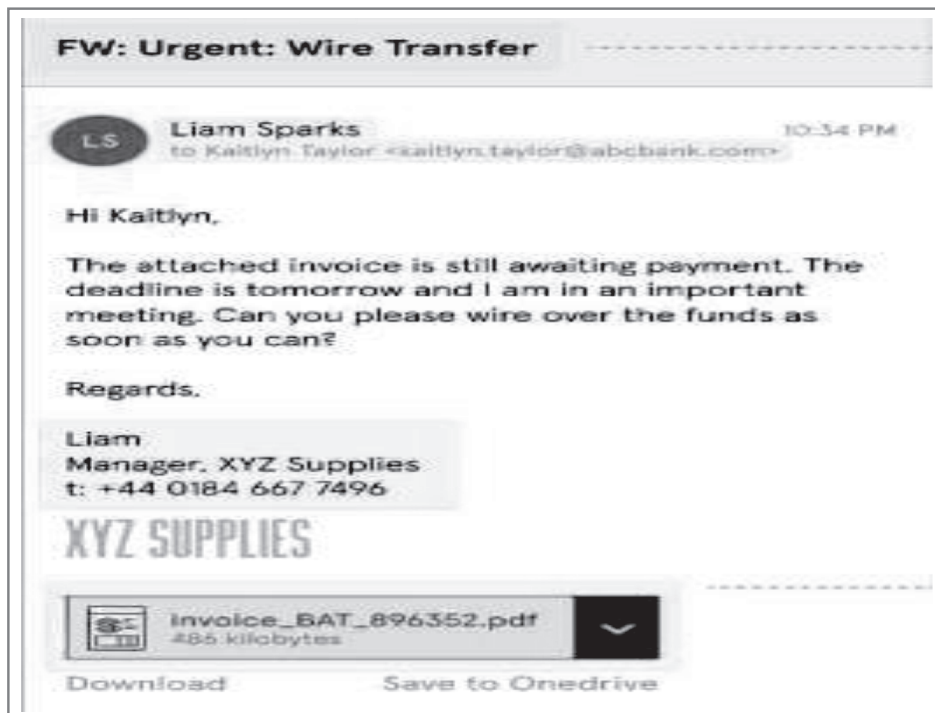 FW: Urgent: Wire Transfer
LS
Liam Sparks
10:34 PM
to Kaitlyn Taylor <kaitlyn.taylor@abcbank.com>
Hi Kaitlyn,
The attached invoice is still awaiting payment. The
deadline is tomorrow and I am in an important
meeting. Can you please wire over the funds as
soon as you can?
Regards,
Liam
Manager, XYZ Supplies
t: +44 0184 667 7496
XYZ SUPPLIES
Invoice_BAT_896352.pdf
486 kilobytes
Download
Save to Onedrive